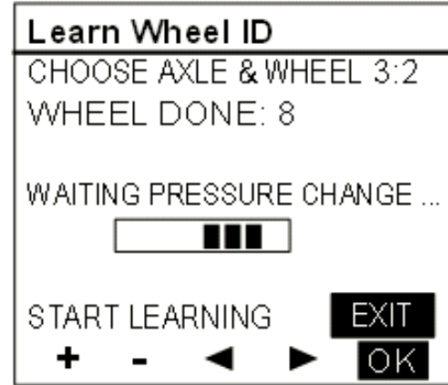 Learn Wheel ID
CHOOSE AXLE & WHEEL 3:2
WHEEL DONE: 8
WAITING PRESSURE CHANGE ...
START LEARNING EXIT
+ - ◀ ▶ OK